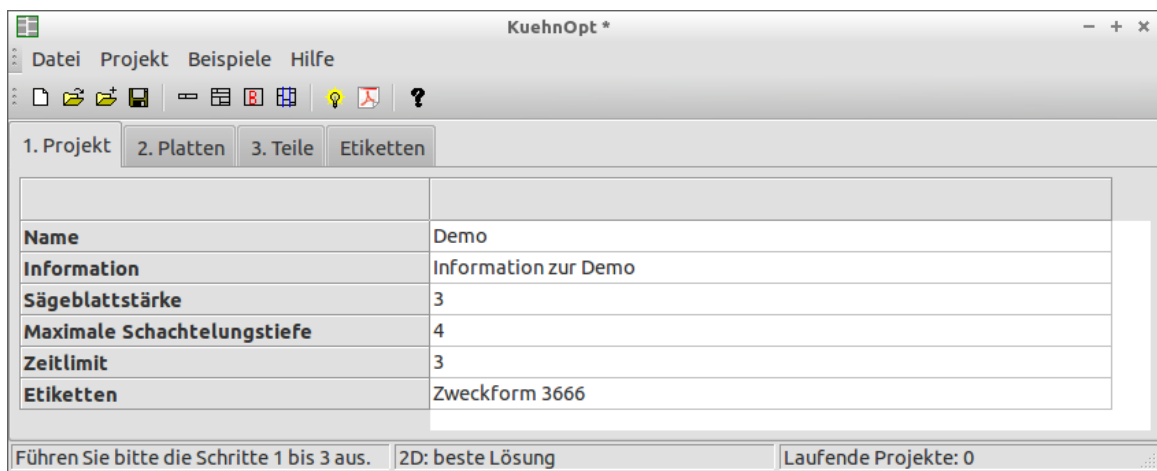 KuehnOpt *
Datei Projekt Beispiele Hilfe
1. Projekt 2. Platten 3. Teile Etiketten
Name Demo
Information Information zur Demo
Sägeblattstärke 3
Maximale Schachtelungstiefe 4
Zeitlimit 3
Etiketten Zweckform 3666
Führen Sie bitte die Schritte 1 bis 3 aus. 2D: beste Lösung Laufende Projekte: 0